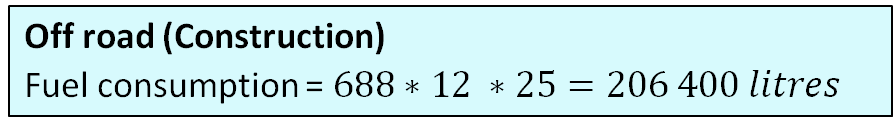 Off road (Construction)
Fuel consumption = 688 * 12 * 25 = 206 400 litres